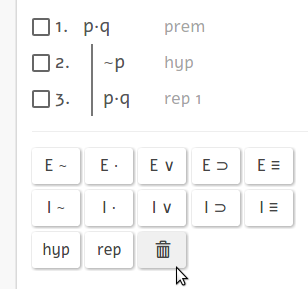 1. p·q prem
2. ~p hyp
3. p·q rep 1
E ~ E · E ∨ E ⊃ E ≡
I ~ I · I ∨ I ⊃ I ≡
hyp rep